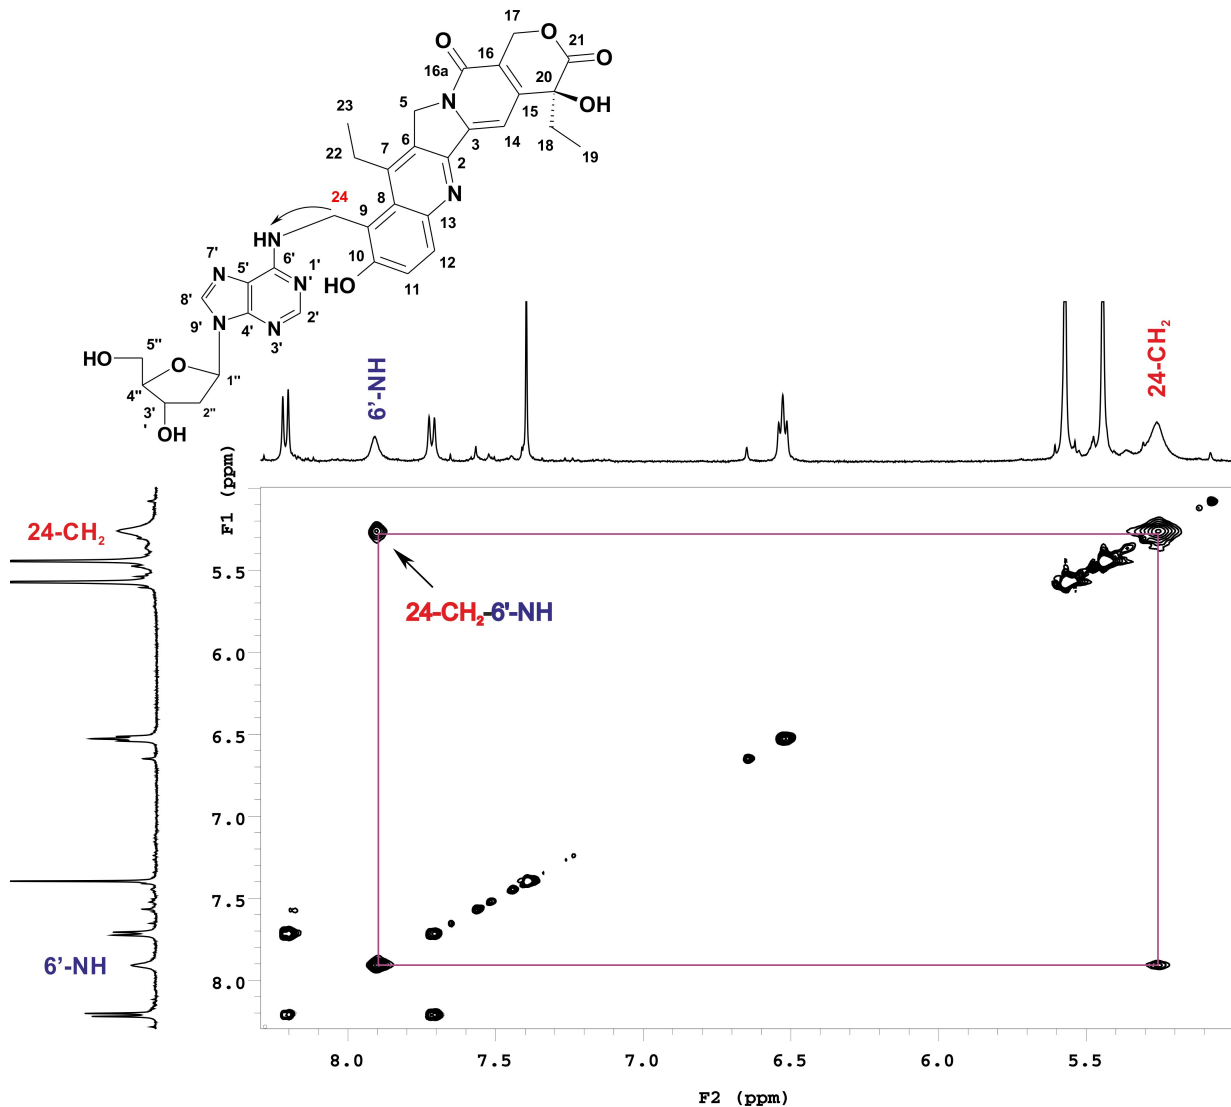 17
O
21
O
O
16
16a
20
N
OH
5
15
23
6
3
14
18
7
19
22
2
24
8
N
9
13
HN
6'
10
12
7'
5'
1'
N
N'
HO
11
8'
N
N
2'
9'
4'
3'
5''
HO
O
4''
1''
3'
2''
'
OH
6'-NH
24-CH2
F1 (ppm)
24-CH2
5.5
24-CH2-6'-NH
6.0
6.5
7.0
7.5
6'-NH
8.0
8.0 7.5 7.0 6.5 6.0 5.5
F2 (ppm)